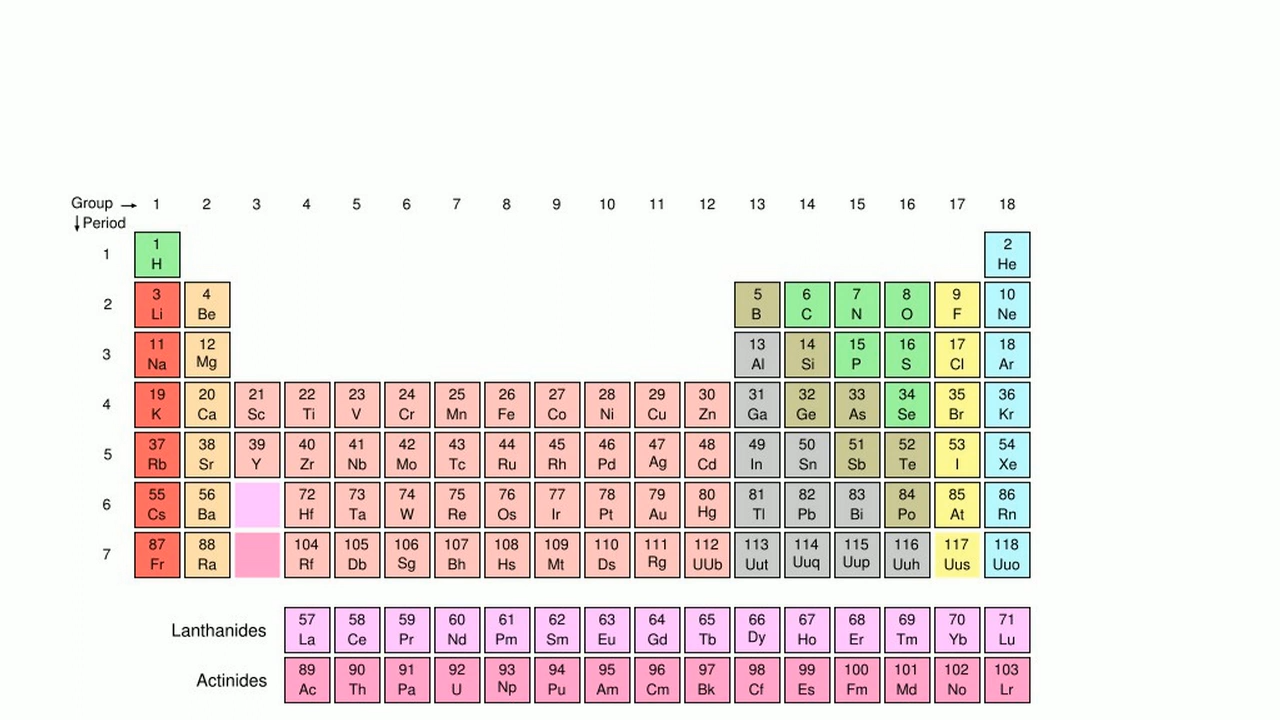 Group → 1 2 3 4 5 6 7 8 9 10 11 12 13 14 15 16 17 18
↓ Period
1 1 2
H He
2 3 4 5 6 7 8 9 10
Li Be B C N O F Ne
3 11 12 13 14 15 16 17 18
Na Mg Al Si P S Cl Ar
4 19 20 21 22 23 24 25 26 27 28 29 30 31 32 33 34 35 36
K Ca Sc Ti V Cr Mn Fe Co Ni Cu Zn Ga Ge As Se Br Kr
5 37 38 39 40 41 42 43 44 45 46 47 48 49 50 51 52 53 54
Rb Sr Y Zr Nb Mo Tc Ru Rh Pd Ag Cd In Sn Sb Te I Xe
6 55 56 72 73 74 75 76 77 78 79 80 81 82 83 84 85 86
Cs Ba Hf Ta W Re Os Ir Pt Au Hg Tl Pb Bi Po At Rn
7 87 88 104 105 106 107 108 109 110 111 112 113 114 115 116 117 118
Fr Ra Rf Db Sg Bh Hs Mt Ds Rg UUb Uut Uuq Uup Uuh Uus Uuo
Lanthanides 57 58 59 60 61 62 63 64 65 66 67 68 69 70 71
La Ce Pr Nd Pm Sm Eu Gd Tb Dy Ho Er Tm Yb Lu
Actinides 89 90 91 92 93 94 95 96 97 98 99 100 101 102 103
Ac Th Pa U Np Pu Am Cm Bk Cf Es Fm Md No Lr